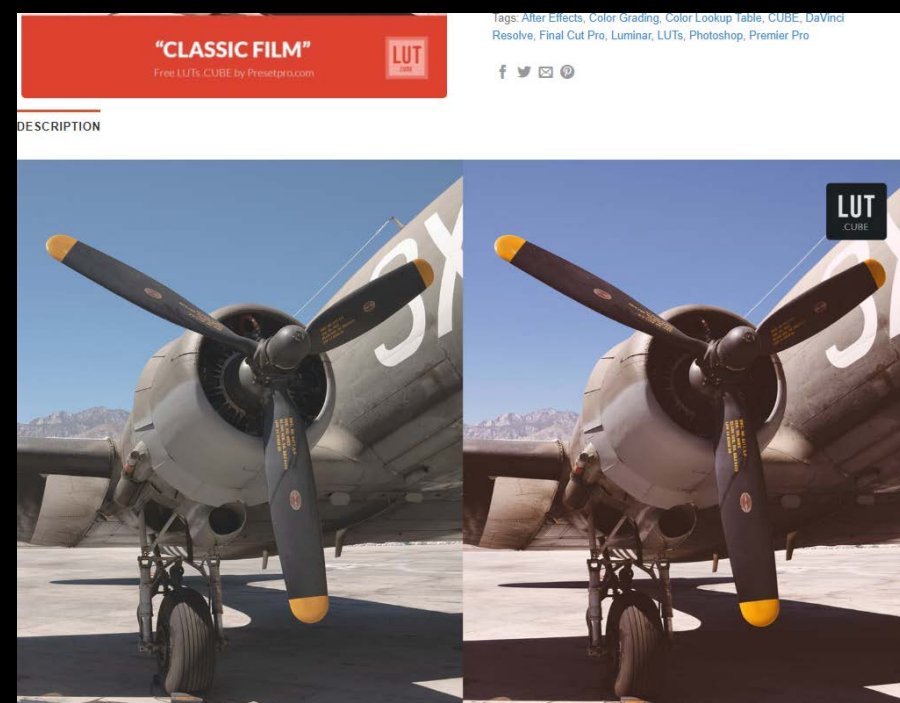 “CLASSIC FILM”
Free LUTs .CUBE by Presetpro.com
LUT
.CUBE
Tags: After Effects, Color Grading, Color Lookup Table, CUBE, DaVinci
Resolve, Final Cut Pro, Luminar, LUTs, Photoshop, Premier Pro
DESCRIPTION
LUT
.CUBE